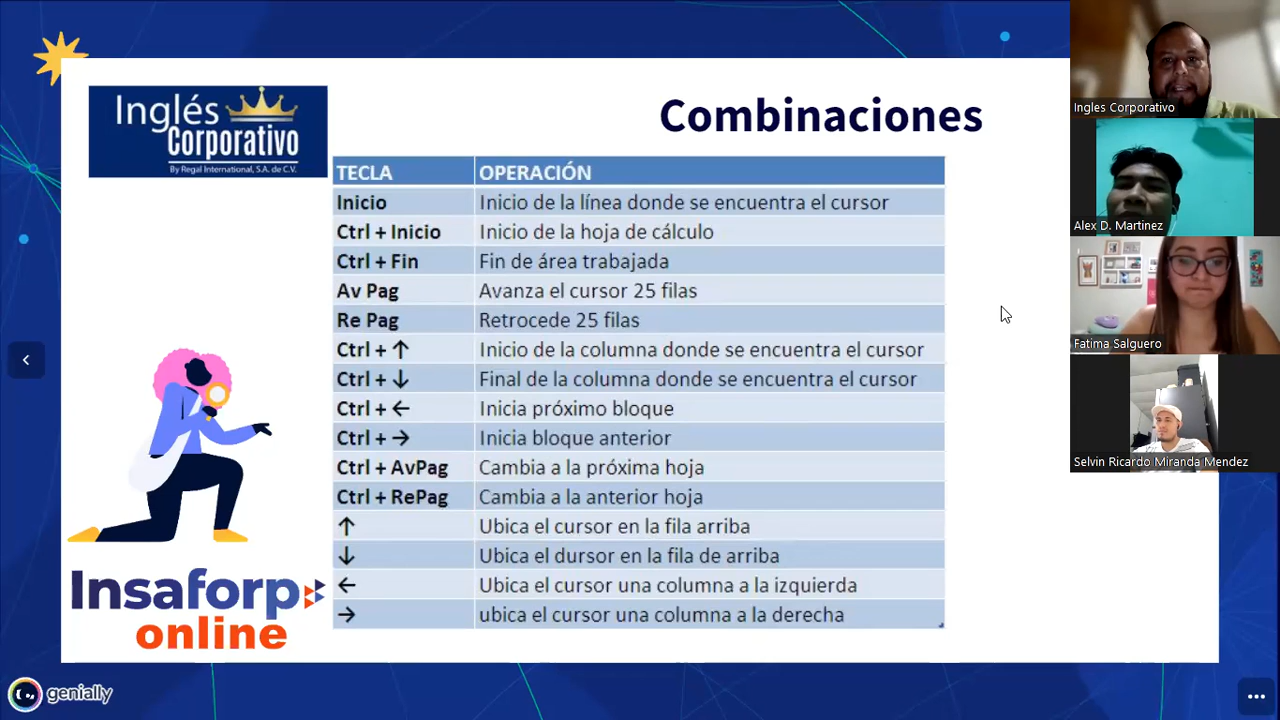 Inglés
Corporativo
By Regal International, S.A. de C.V.
Combinaciones
TECLA OPERACIÓN
Inicio Inicio de la línea donde se encuentra el cursor
Ctrl + Inicio Inicio de la hoja de cálculo
Ctrl + Fin Fin de área trabajada
Av Pag Avanza el cursor 25 filas
Re Pag Retrocede 25 filas
Ctrl + ↑ Inicio de la columna donde se encuentra el cursor
Ctrl + ↓ Final de la columna donde se encuentra el cursor
Ctrl + ← Inicia próximo bloque
Ctrl + → Inicia bloque anterior
Ctrl + AvPag Cambia a la próxima hoja
Ctrl + RePag Cambia a la anterior hoja
↑ Ubica el cursor en la fila arriba
↓ Ubica el dursor en la fila de arriba
← Ubica el cursor una columna a la izquierda
→ ubica el cursor una columna a la derecha
Insaforp
online
genially
Ingles Corporativo
Alex D. Martinez
Fatima Salguero
Selvin Ricardo Miranda Mendez